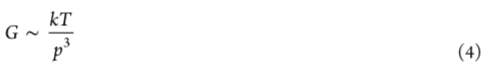 G ~ kT / p³ (4)